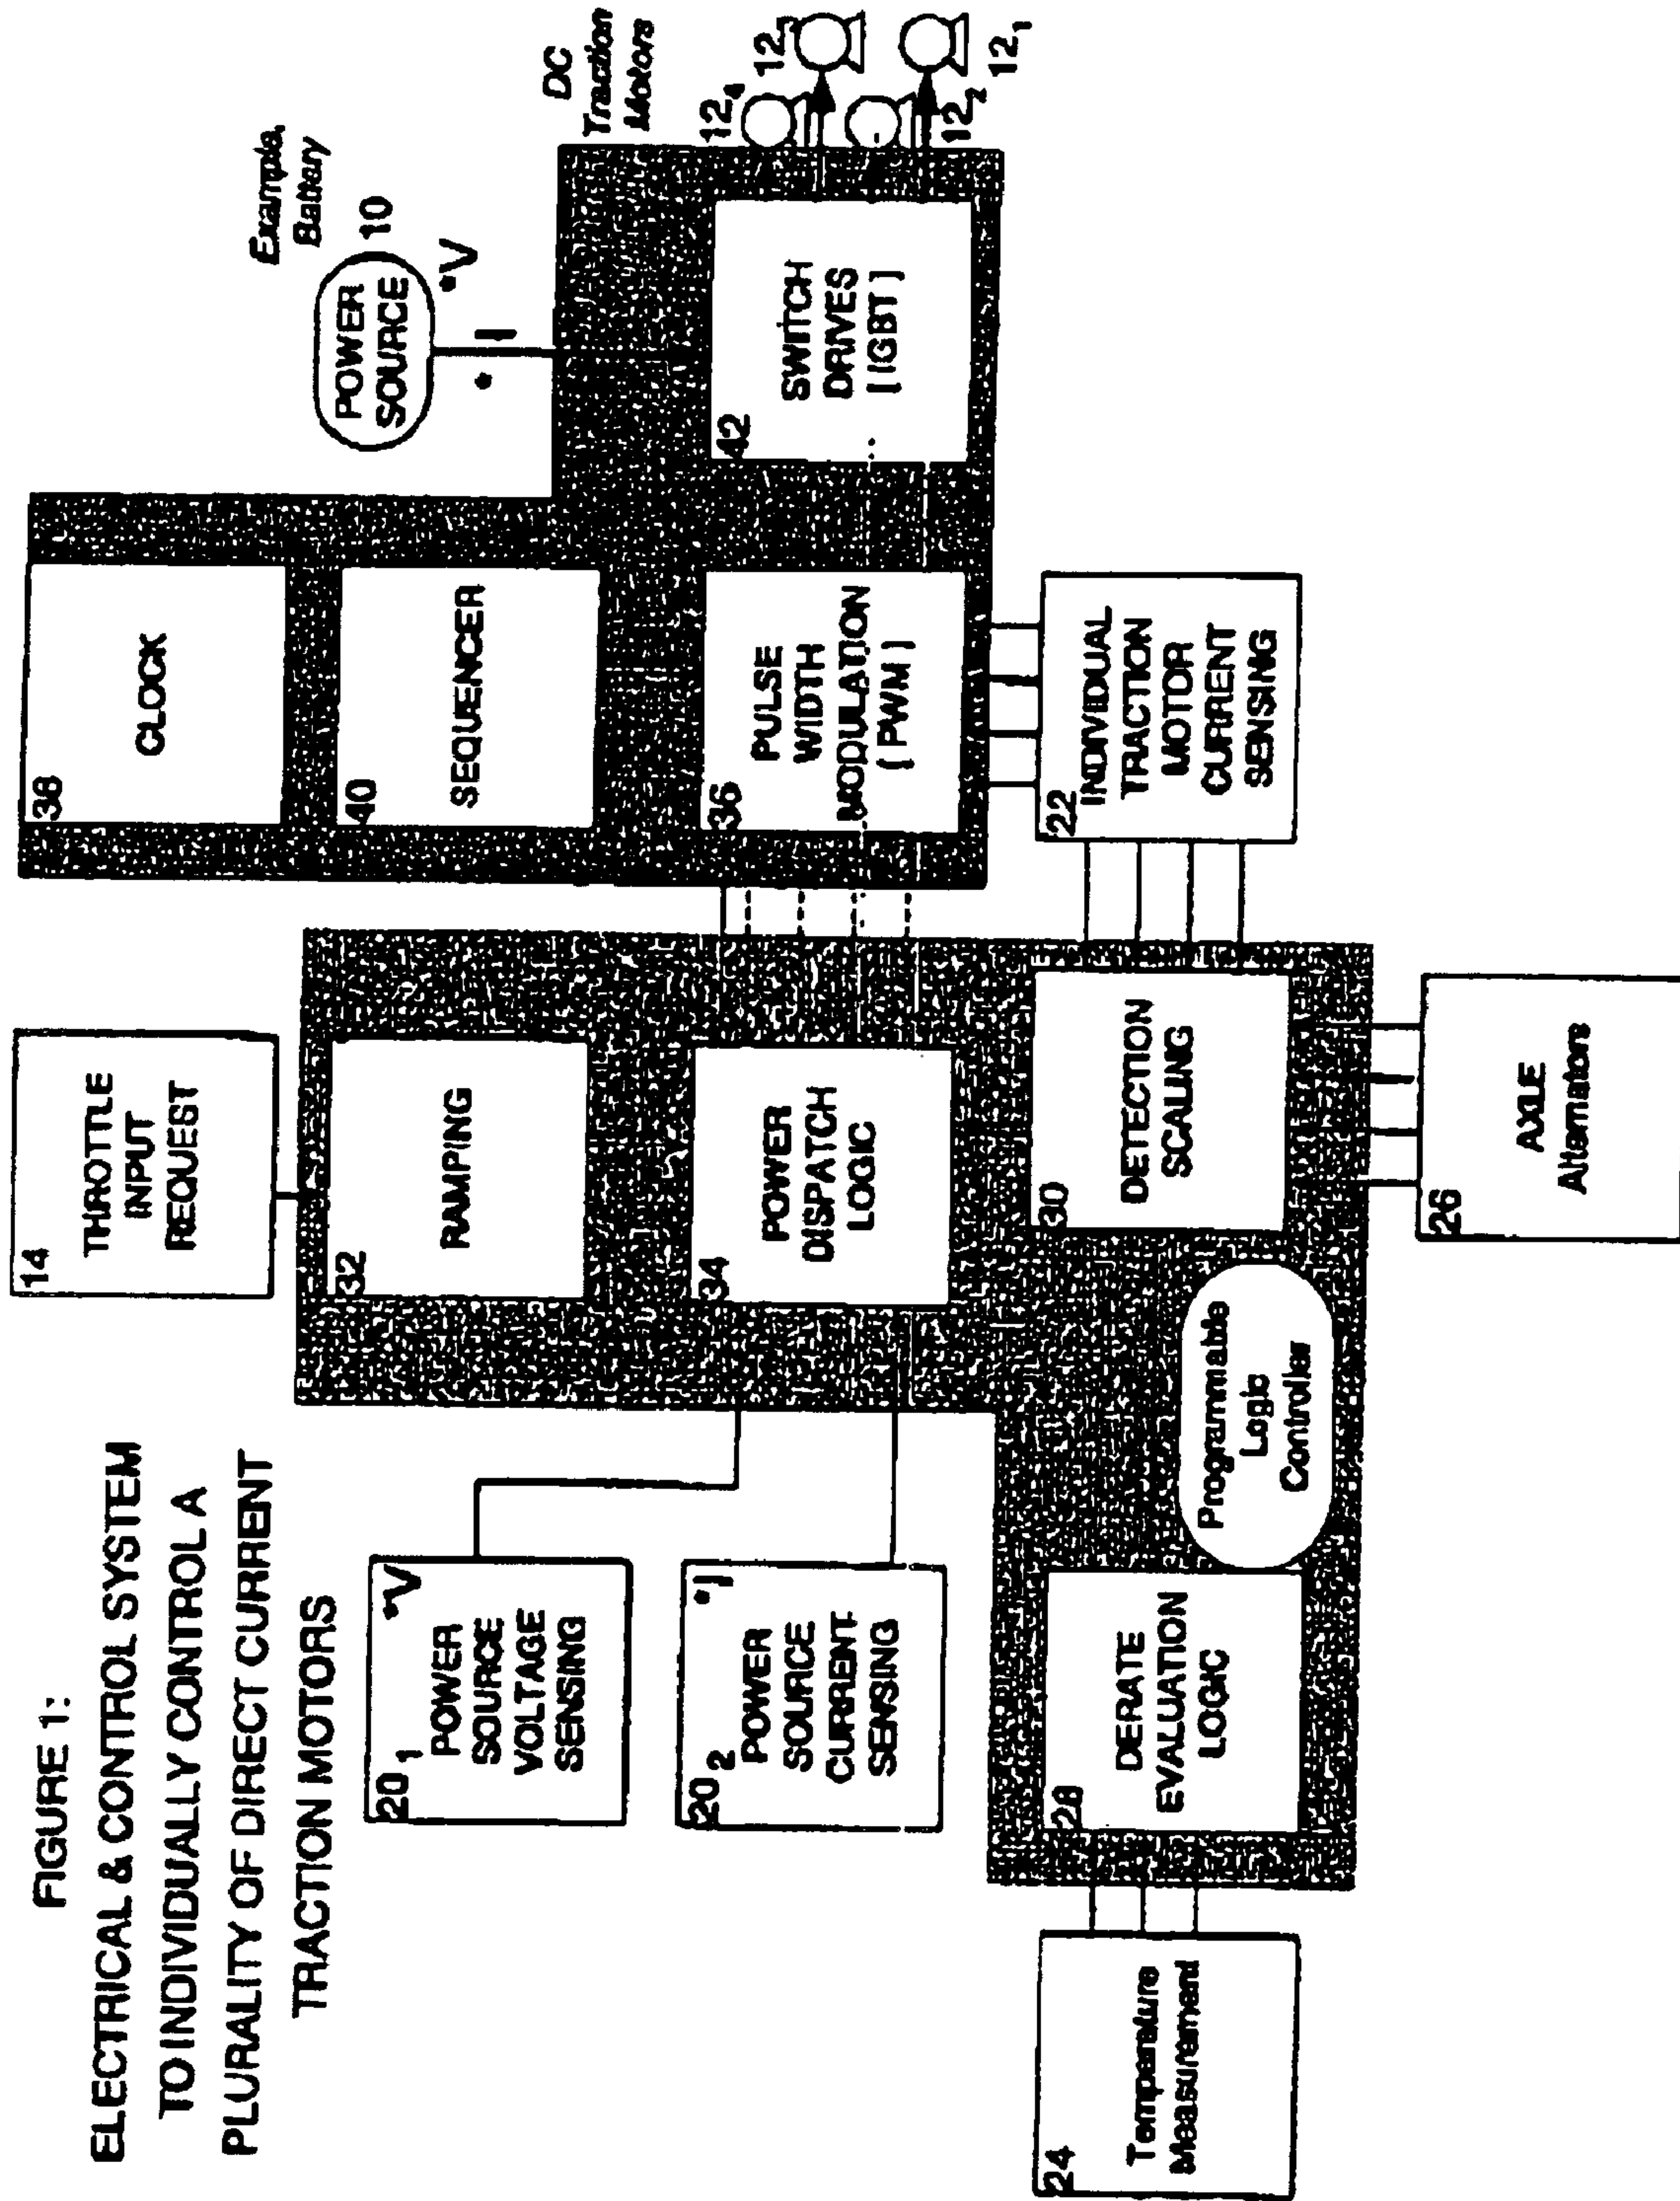 FIGURE 1:
ELECTRICAL & CONTROL SYSTEM
TO INDIVIDUALLY CONTROL A
PLURALITY OF DIRECT CURRENT
TRACTION MOTORS
14
THROTTLE
INPUT
REQUEST
38
CLOCK
32
RAMPING
40
SEQUENCER
Example,
Battery
POWER
SOURCE
10
*I
*V
20₁
*V
POWER
SOURCE
VOLTAGE
SENSING
20₂
*I
POWER
SOURCE
CURRENT
SENSING
34
POWER
DISPATCH
LOGIC
36
PULSE
WIDTH
MODULATION
[ PWM ]
42
SWITCH
DRIVES
[ IGBT ]
DC
Traction
Motors
12₄
12₃
12₂
12₁
24
Temperature
Measurement
28
DERATE
EVALUATION
LOGIC
Programmable
Logic
Controller
30
DETECTION
SCALING
22
INDIVIDUAL
TRACTION
MOTOR
CURRENT
SENSING
26
AXLE
Alternators